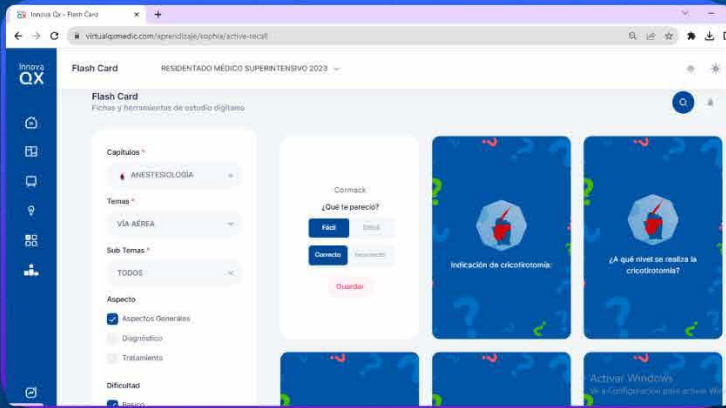 Innova Qx - Flash Card
virtualqxmedic.com/aprendizaje/sophia/active-recall
Innova
QX
Flash Card
RESIDENTADO MÉDICO SUPERINTENSIVO 2023
Flash Card
Fichas y herramientas de estudio digitales
Capítulos *
ANESTESIOLOGÍA
Temas *
VÍA AÉREA
Sub Temas *
TODOS
Aspecto
Aspectos Generales
Diagnóstico
Tratamiento
Dificultad
Básico
Cormack
¿Qué te pareció?
Fácil
Difícil
Correcto
Incorrecto
Guardar
Indicación de cricotirotomía:
¿A qué nivel se realiza la
cricotirotomía?
Activar Windows
Ve a Configuración para activar Wi